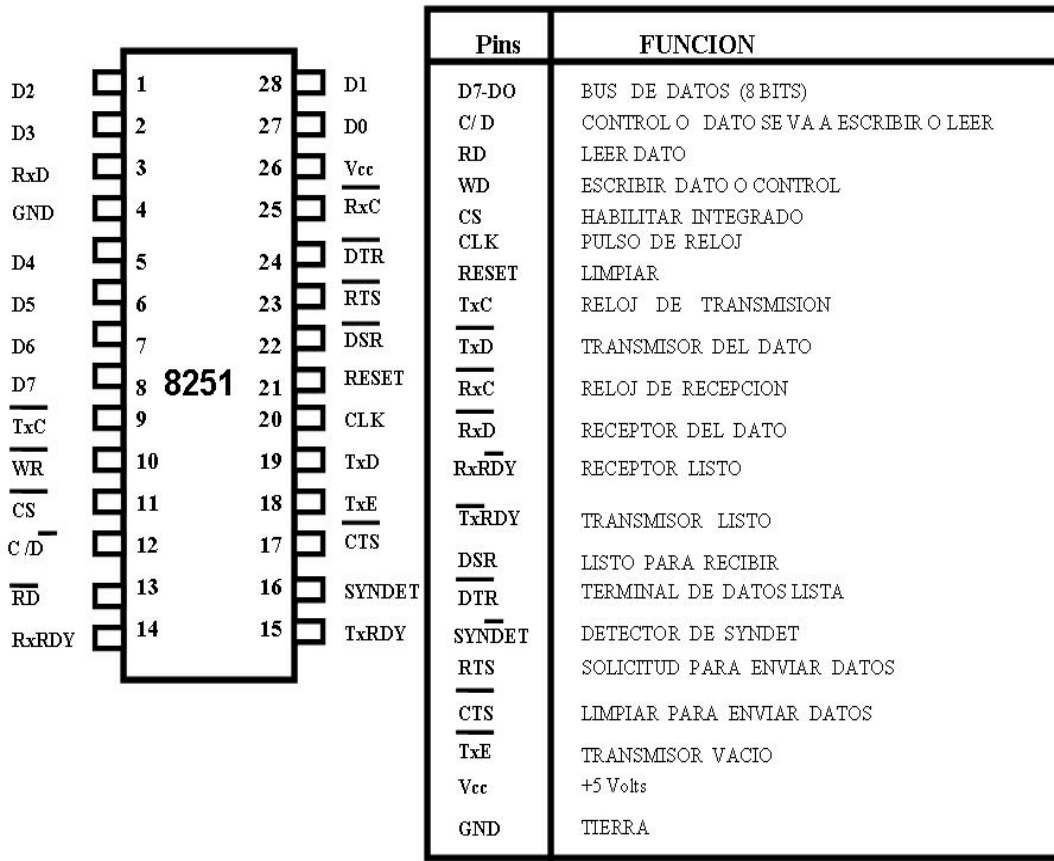 D2 1 28 D1
D3 2 27 D0
RxD 3 26 Vcc
GND 4 25 RxC
D4 5 24 DTR
D5 6 23 RTS
D6 7 22 DSR
D7 8 8251 21 RESET
TxC 9 20 CLK
WR 10 19 TxD
CS 11 18 TxE
C/D 12 17 CTS
RD 13 16 SYNDET
RxRDY 14 15 TxRDY
Pins FUNCION
D7-DO BUS DE DATOS (8 BITS)
C/ D CONTROL O DATO SE VA A ESCRIBIR O LEER
RD LEER DATO
WD ESCRIBIR DATO O CONTROL
CS HABILITAR INTEGRADO
CLK PULSO DE RELOJ
RESET LIMPIAR
TxC RELOJ DE TRANSMISION
TxD TRANSMISOR DEL DATO
RxC RELOJ DE RECEPCION
RxD RECEPTOR DEL DATO
RxRDY RECEPTOR LISTO
TxRDY TRANSMISOR LISTO
DSR LISTO PARA RECIBIR
DTR TERMINAL DE DATOS LISTA
SYNDET DETECTOR DE SYNDET
RTS SOLICITUD PARA ENVIAR DATOS
CTS LIMPIAR PARA ENVIAR DATOS
TxE TRANSMISOR VACIO
Vcc +5 Volts
GND TIERRA